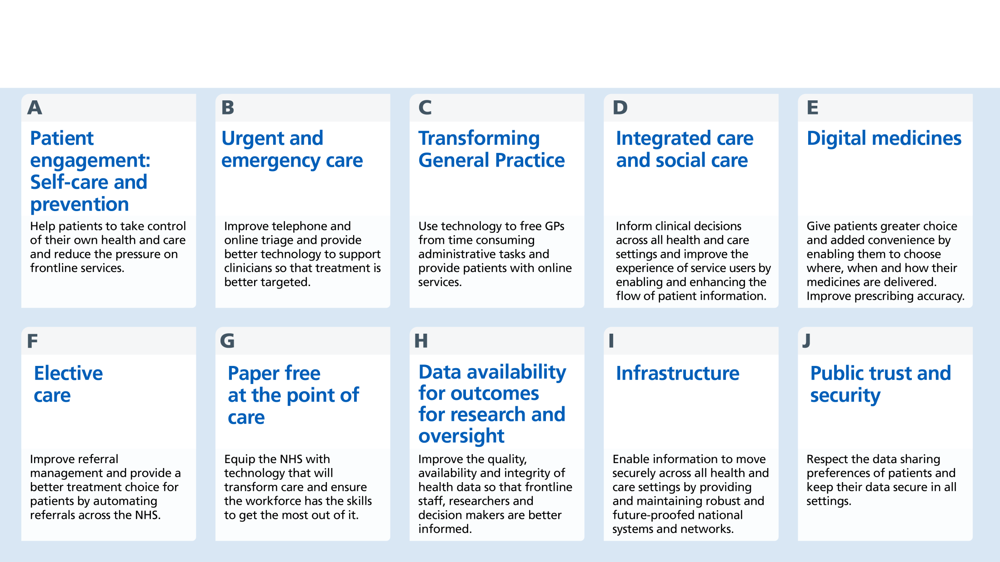 A
Patient
engagement:
Self-care and
prevention
Help patients to take control
of their own health and care
and reduce the pressure on
frontline services.
B
Urgent and
emergency care
Improve telephone and
online triage and provide
better technology to support
clinicians so that treatment is
better targeted.
C
Transforming
General Practice
Use technology to free GPs
from time consuming
administrative tasks and
provide patients with online
services.
D
Integrated care
and social care
Inform clinical decisions
across all health and care
settings and improve the
experience of service users by
enabling and enhancing the
flow of patient information.
E
Digital medicines
Give patients greater choice
and added convenience by
enabling them to choose
where, when and how their
medicines are delivered.
Improve prescribing accuracy.
F
Elective
care
Improve referral
management and provide a
better treatment choice for
patients by automating
referrals across the NHS.
G
Paper free
at the point of
care
Equip the NHS with
technology that will
transform care and ensure
the workforce has the skills
to get the most out of it.
H
Data availability
for outcomes
for research and
oversight
Improve the quality,
availability and integrity of
health data so that frontline
staff, researchers and
decision makers are better
informed.
I
Infrastructure
Enable information to move
securely across all health and
care settings by providing
and maintaining robust and
future-proofed national
systems and networks.
J
Public trust and
security
Respect the data sharing
preferences of patients and
keep their data secure in all
settings.